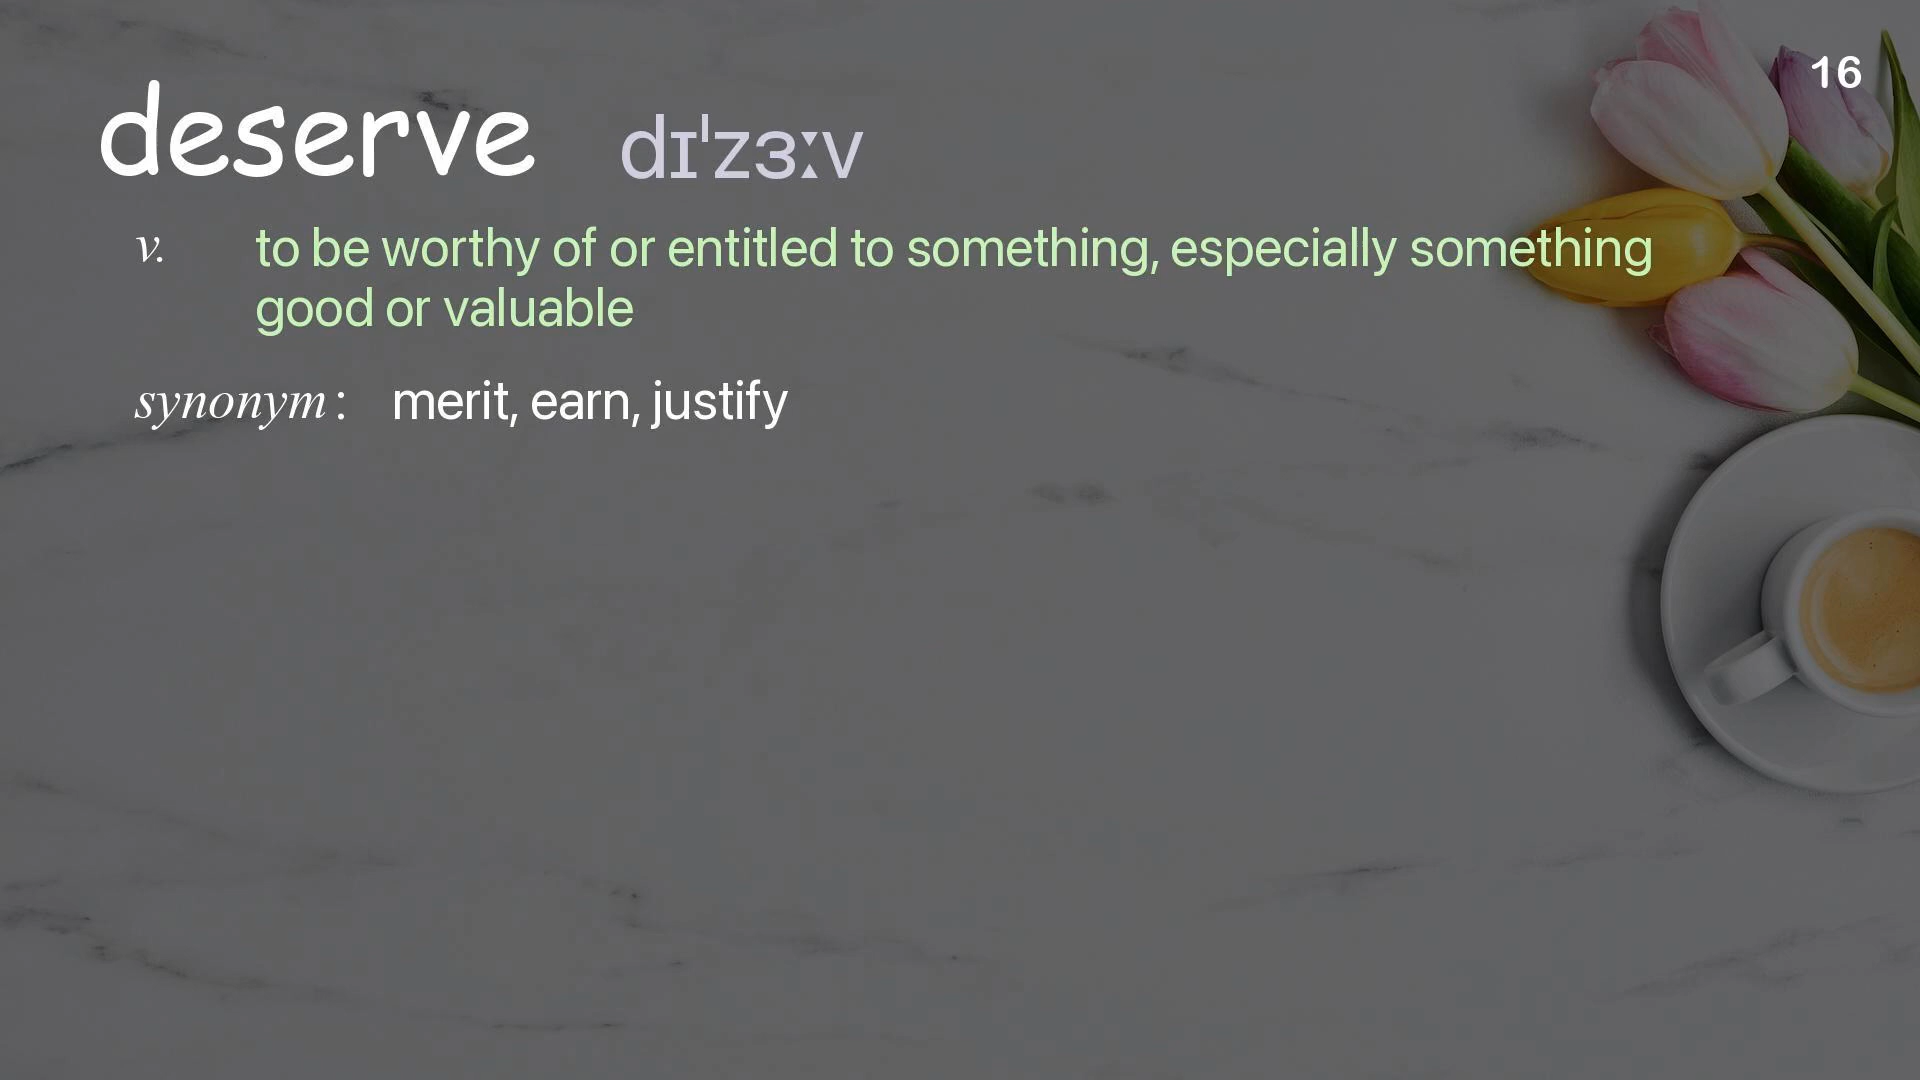 16
deserve dɪˈzɜːv
v. to be worthy of or entitled to something, especially something
good or valuable
synonym : merit, earn, justify